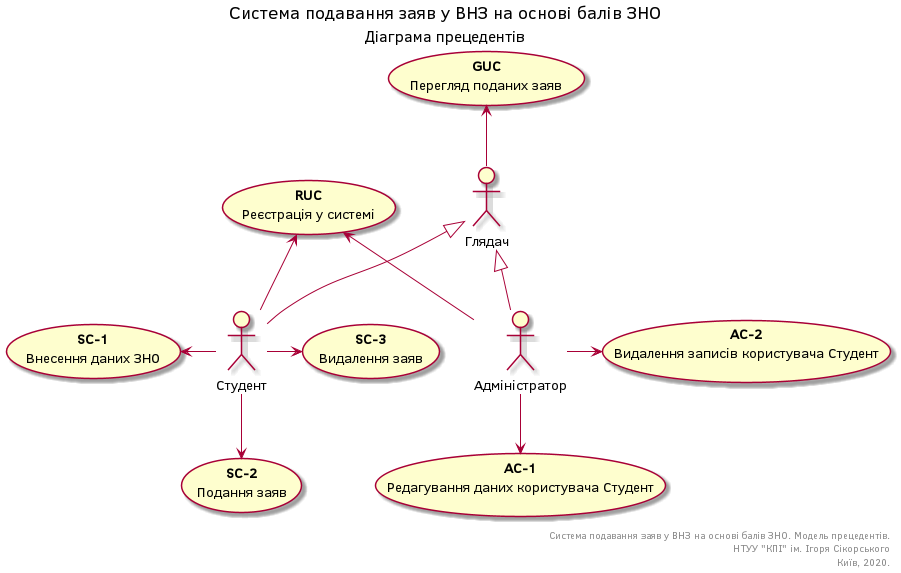 Система подавання заяв у ВНЗ на основі балів ЗНО
Діаграма прецедентів
GUC
Перегляд поданих заяв
RUC
Реєстрація у системі
Глядач
SC-1
Внесення даних ЗНО
Студент
SC-3
Видалення заяв
Адміністратор
AC-2
Видалення записів користувача Студент
SC-2
Подання заяв
AC-1
Редагування даних користувача Студент
Система подавання заяв у ВНЗ на основі балів ЗНО. Модель прецедентів.
НТУУ "КПІ" ім. Ігоря Сікорського
Київ, 2020.